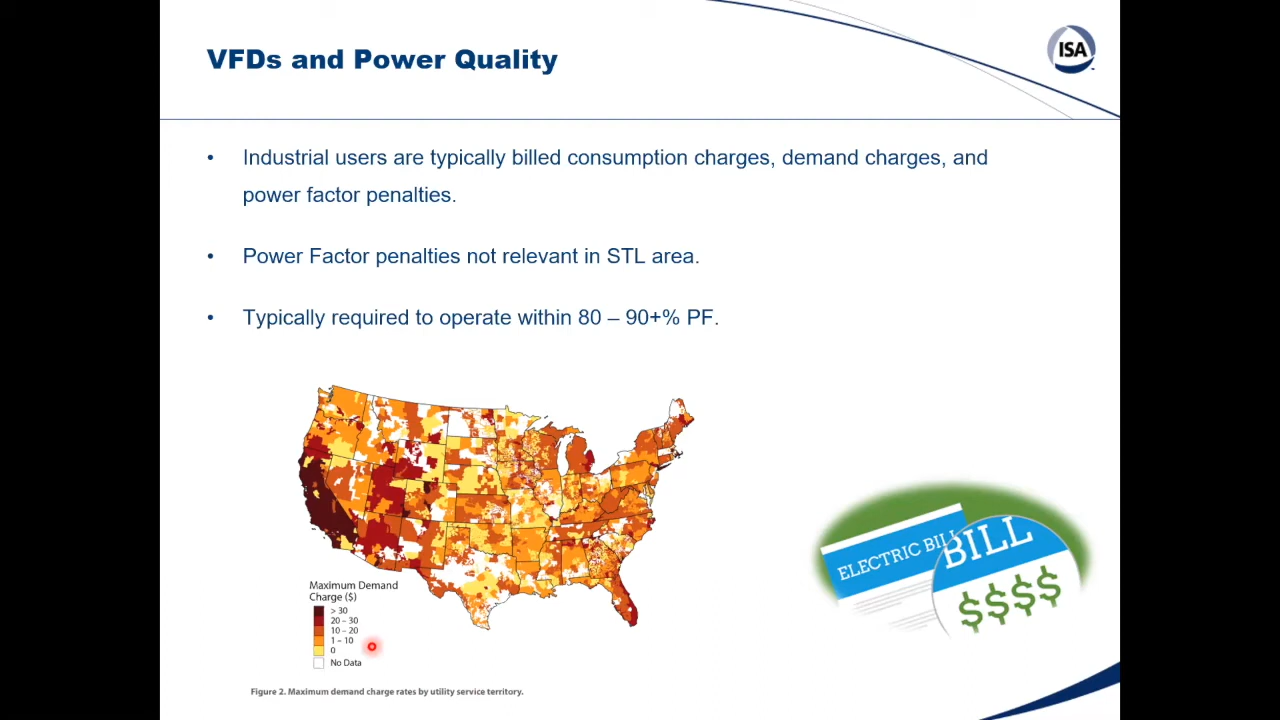 VFDs and Power Quality
ISA
• Industrial users are typically billed consumption charges, demand charges, and
power factor penalties.
• Power Factor penalties not relevant in STL area.
• Typically required to operate within 80 – 90+% PF.
Maximum Demand
Charge ($)
> 30
20 – 30
10 – 20
1 – 10
0
No Data
Figure 2. Maximum demand charge rates by utility service territory.
ELECTRIC BILL
BILL
$$$$